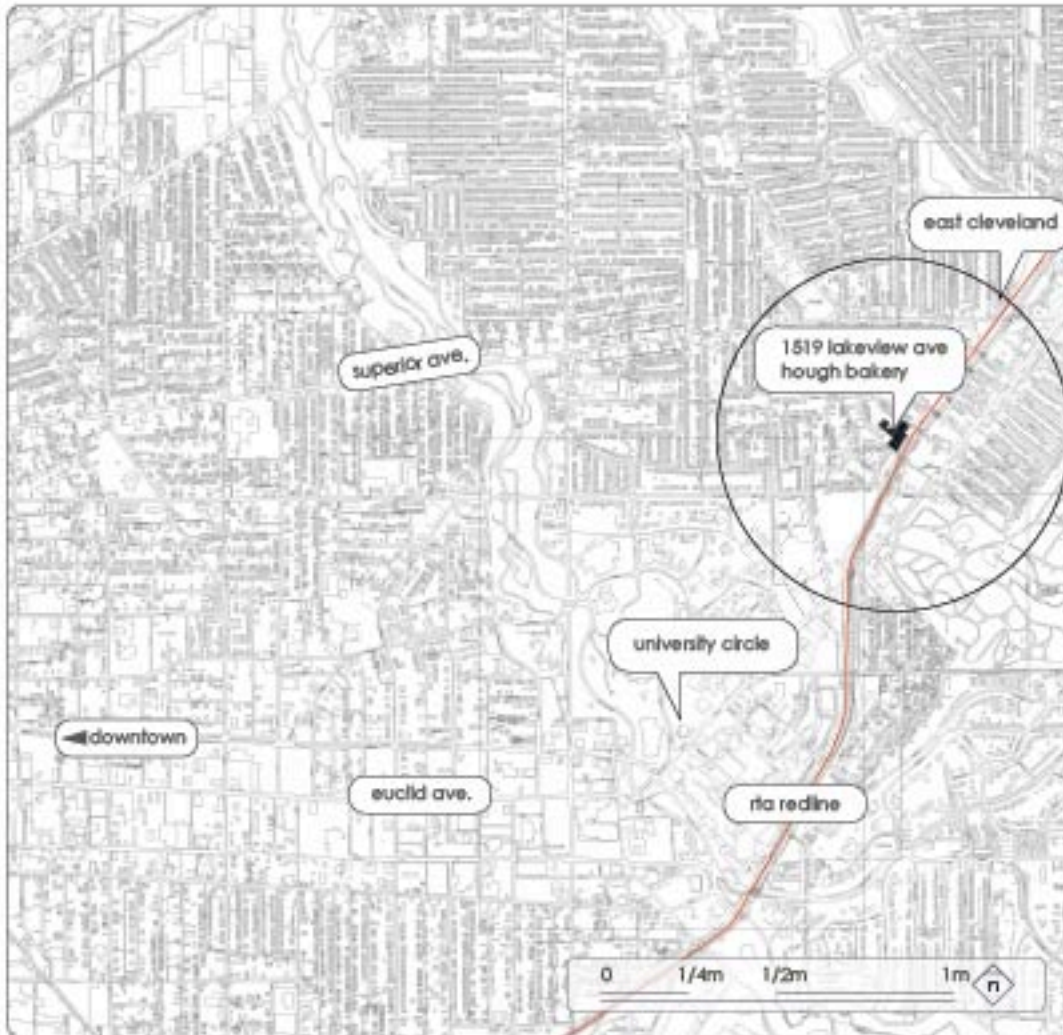 east cleveland
1519 lakeview ave
hough bakery
superior ave.
university circle
downtown
euclid ave.
rta redline
0 1/4m 1/2m 1m n